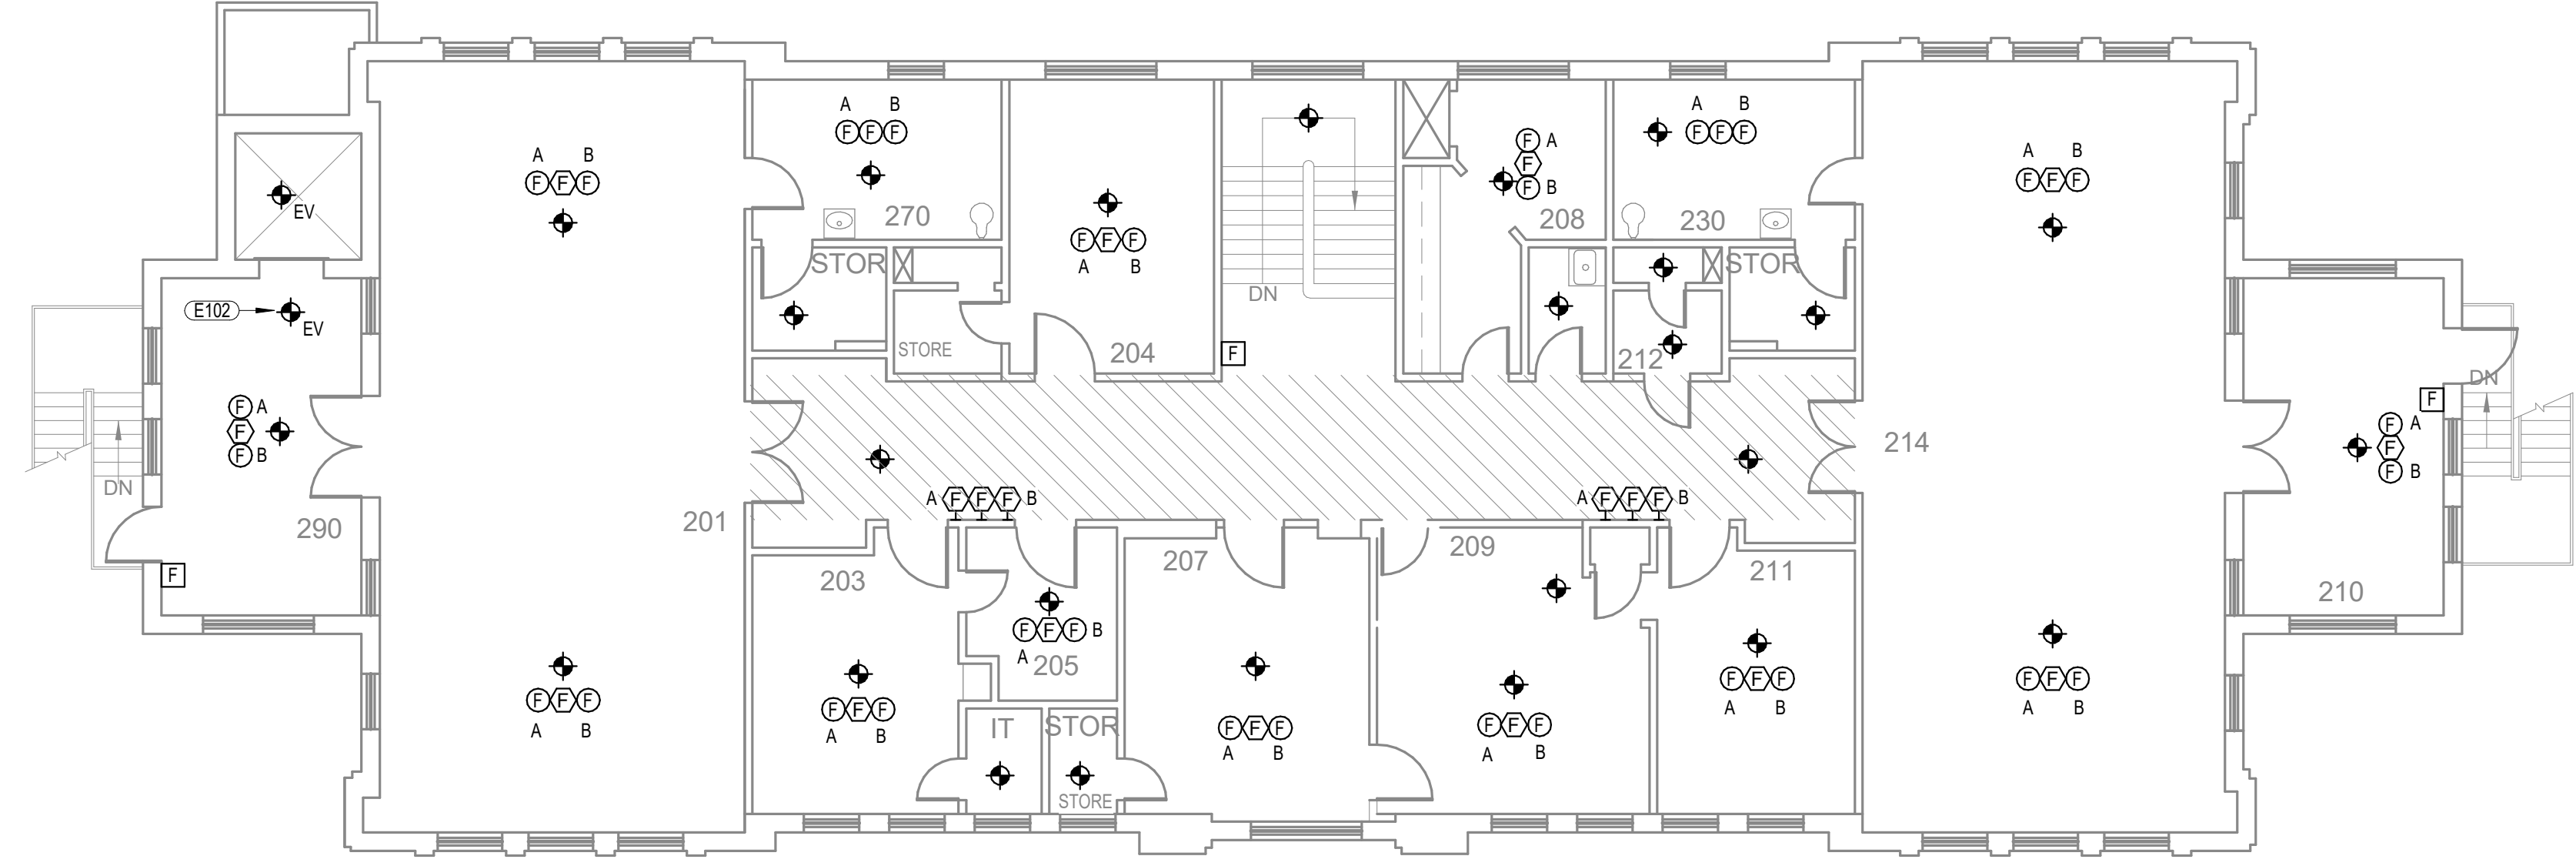 A B
F F F
A B
F F F
F A
F
F B
A B
F F F
A B
F F F
EV
270
208
230
F F F
A B
STOR
STOR
DN
E102
EV
STORE
204
F
212
DN
F
F A
F
F B
F A
F
F B
214
DN
A F F F B
A F F F B
201
290
207
209
211
F
203
210
F F F B
A
205
F F F
A B
F F F
A B
F F F
A B
F F F
A B
IT
STOR
F F F
A B
F F F
A B
STORE